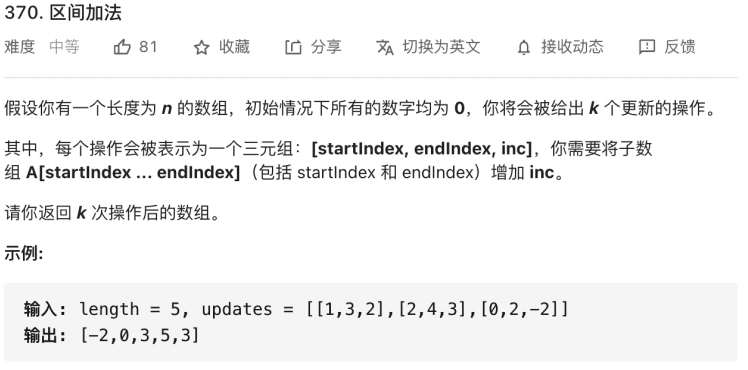 370. 区间加法
难度 中等 81 收藏 分享 切换为英文 接收动态 反馈
假设你有一个长度为 n 的数组，初始情况下所有的数字均为 0，你将会被给出 k 个更新的操作。
其中，每个操作会被表示为一个三元组：[startIndex, endIndex, inc]，你需要将子数
组 A[startIndex ... endIndex]（包括 startIndex 和 endIndex）增加 inc。
请你返回 k 次操作后的数组。
示例:
输入: length = 5, updates = [[1,3,2],[2,4,3],[0,2,-2]]
输出: [-2,0,3,5,3]